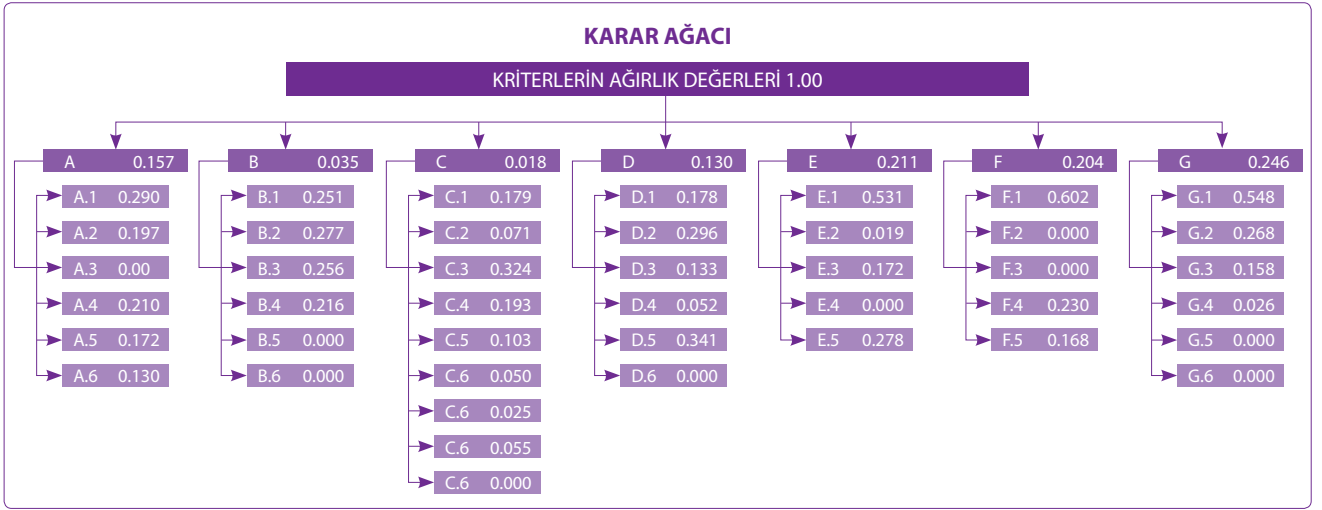 KARAR AĞACI
KRİTERLERİN AĞIRLIK DEĞERLERİ 1.00
A 0.157
A.1 0.290
A.2 0.197
A.3 0.00
A.4 0.210
A.5 0.172
A.6 0.130
B 0.035
B.1 0.251
B.2 0.277
B.3 0.256
B.4 0.216
B.5 0.000
B.6 0.000
C 0.018
C.1 0.179
C.2 0.071
C.3 0.324
C.4 0.193
C.5 0.103
C.6 0.050
C.6 0.025
C.6 0.055
C.6 0.000
D 0.130
D.1 0.178
D.2 0.296
D.3 0.133
D.4 0.052
D.5 0.341
D.6 0.000
E 0.211
E.1 0.531
E.2 0.019
E.3 0.172
E.4 0.000
E.5 0.278
F 0.204
F.1 0.602
F.2 0.000
F.3 0.000
F.4 0.230
F.5 0.168
G 0.246
G.1 0.548
G.2 0.268
G.3 0.158
G.4 0.026
G.5 0.000
G.6 0.000